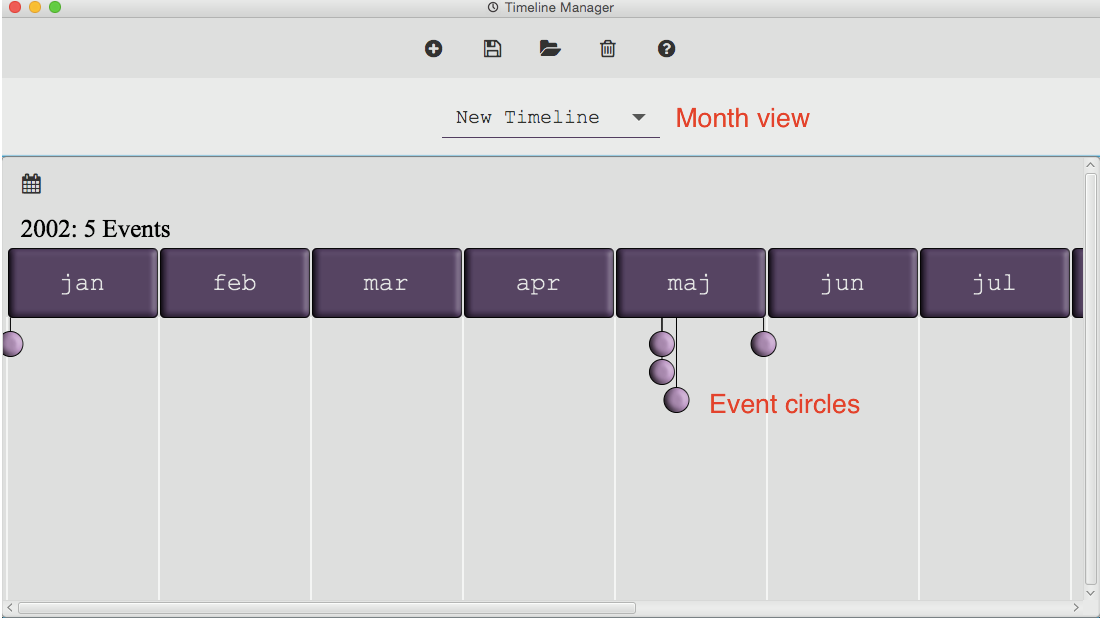 Timeline Manager
New Timeline
Month view
2002: 5 Events
jan
feb
mar
apr
maj
jun
jul
Event circles